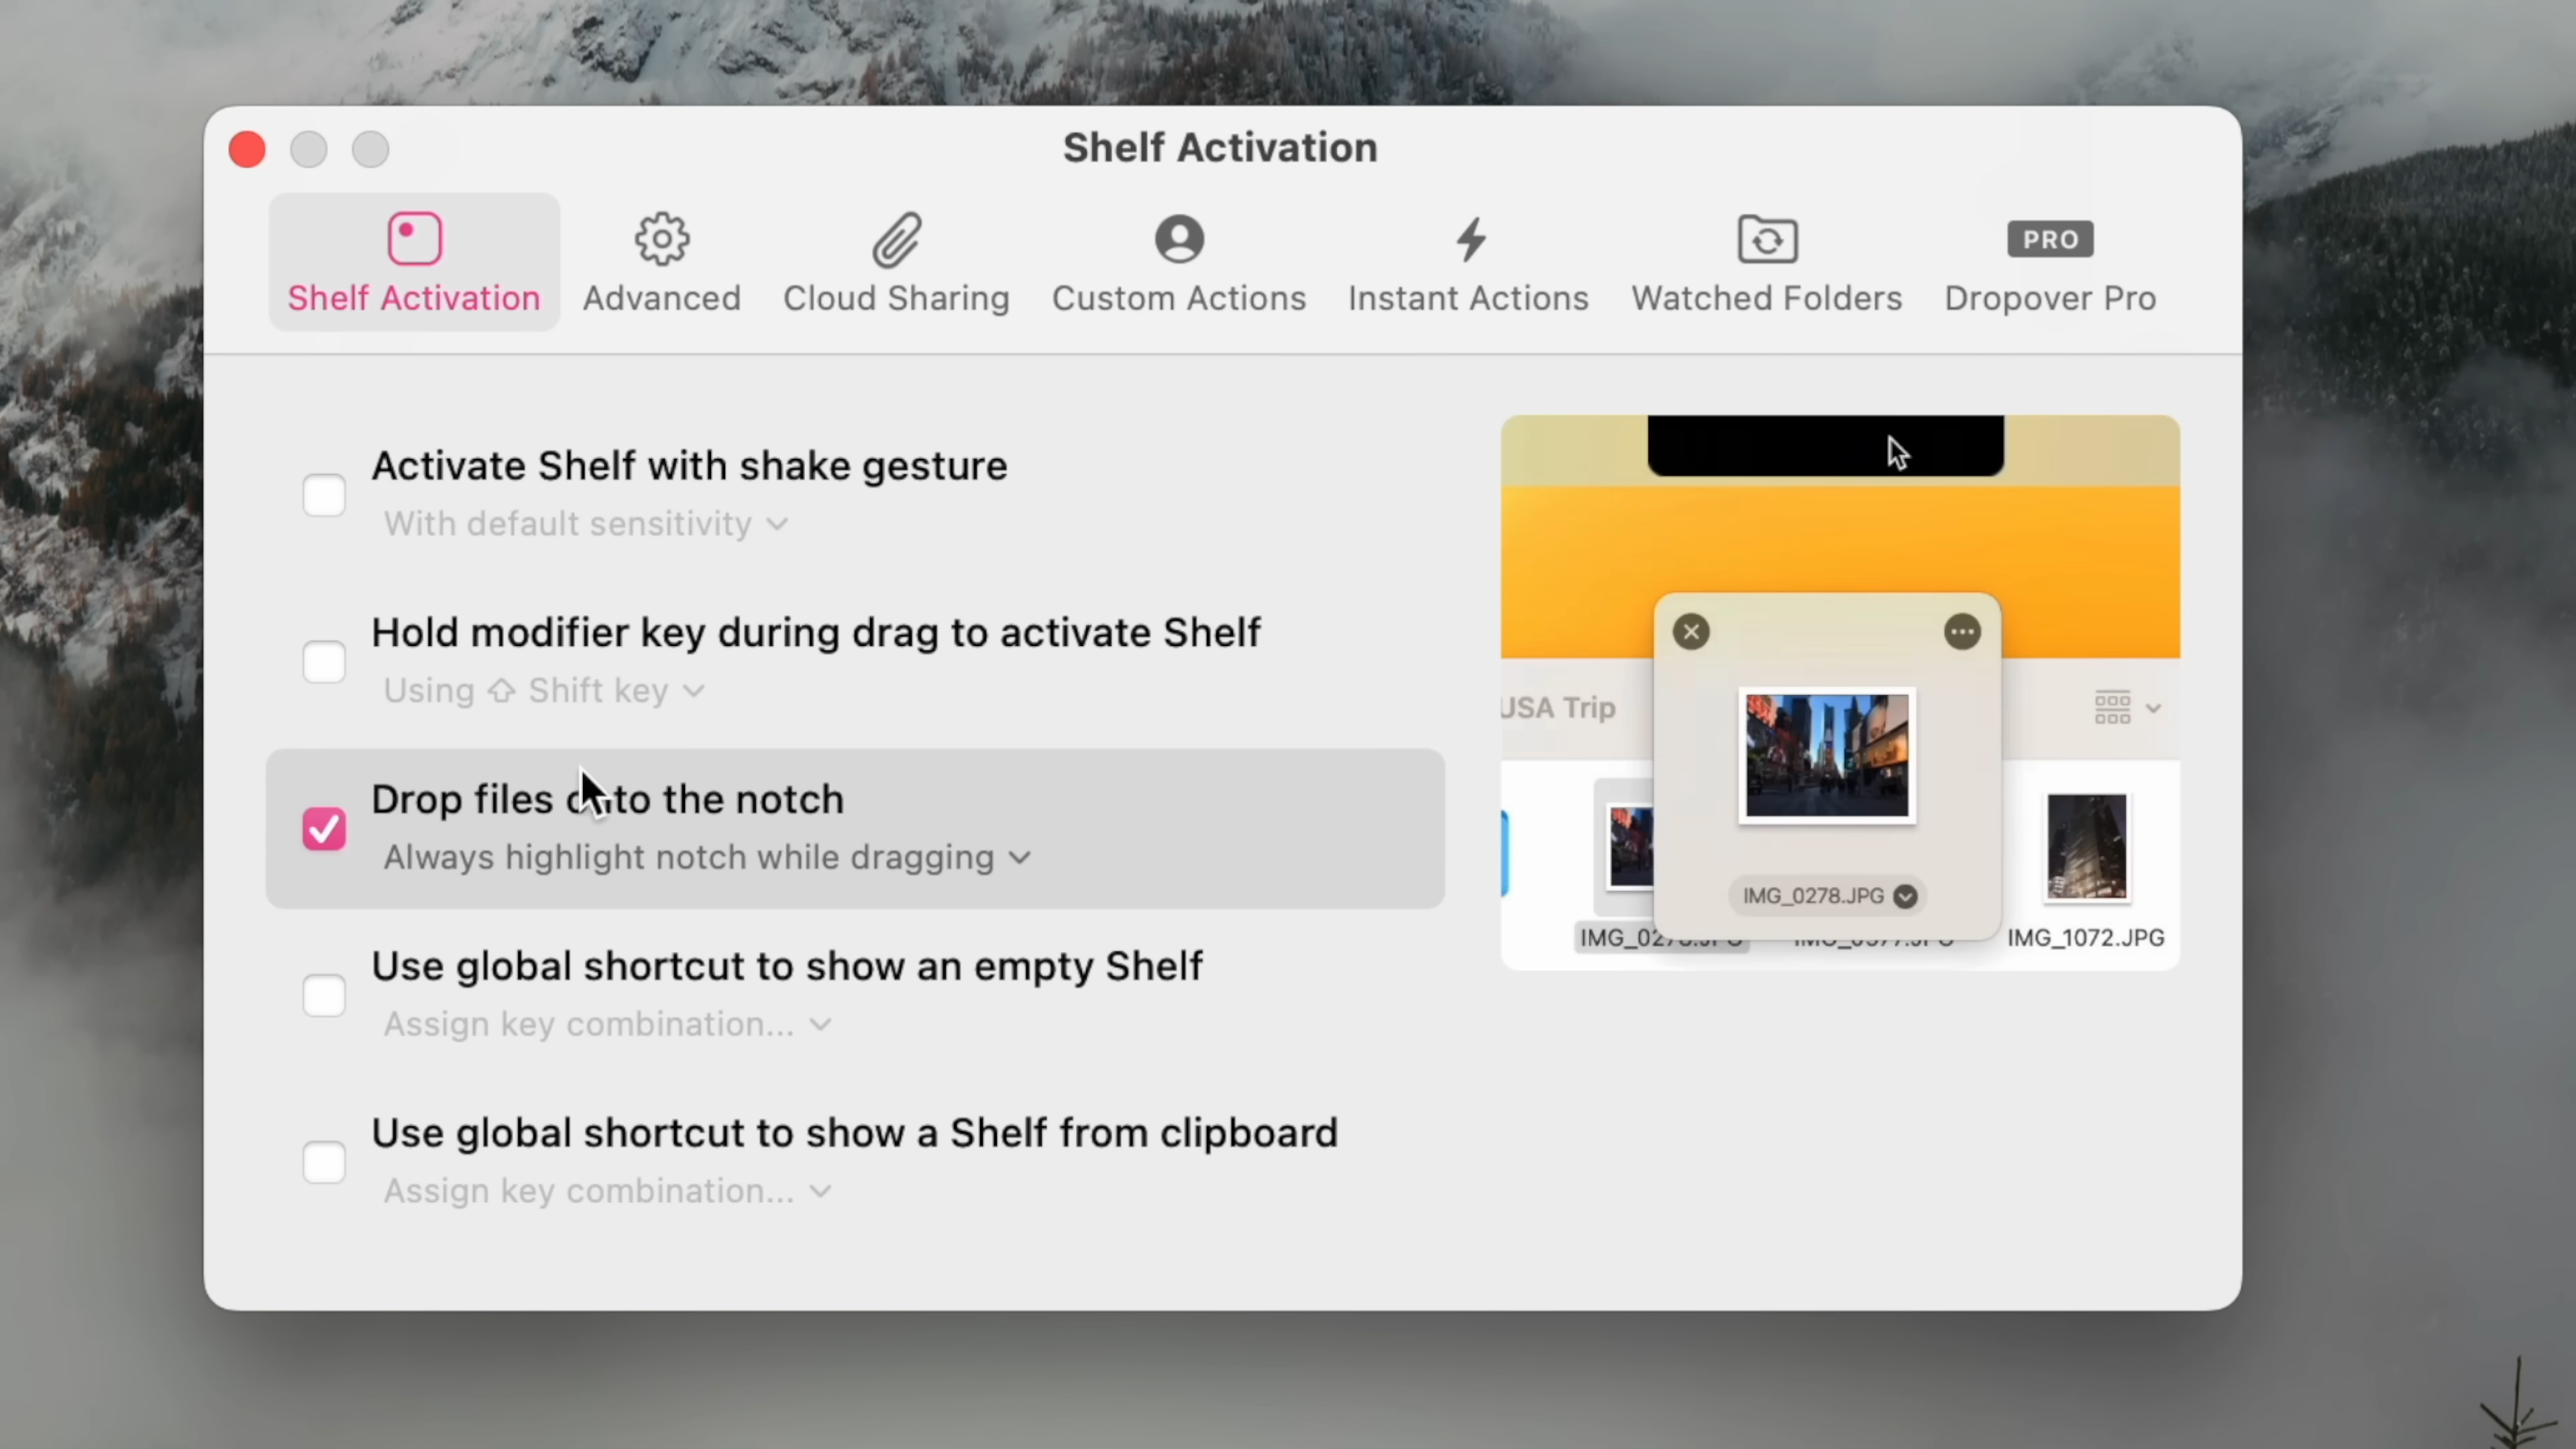 Shelf Activation
Shelf Activation
Advanced
Cloud Sharing
Custom Actions
Instant Actions
Watched Folders
PRO
Dropover Pro
Activate Shelf with shake gesture
With default sensitivity
Hold modifier key during drag to activate Shelf
Using ⇧ Shift key
Drop files onto the notch
Always highlight notch while dragging
Use global shortcut to show an empty Shelf
Assign key combination...
Use global shortcut to show a Shelf from clipboard
Assign key combination...
USA Trip
IMG_0278.JPG
IMG_1072.JPG